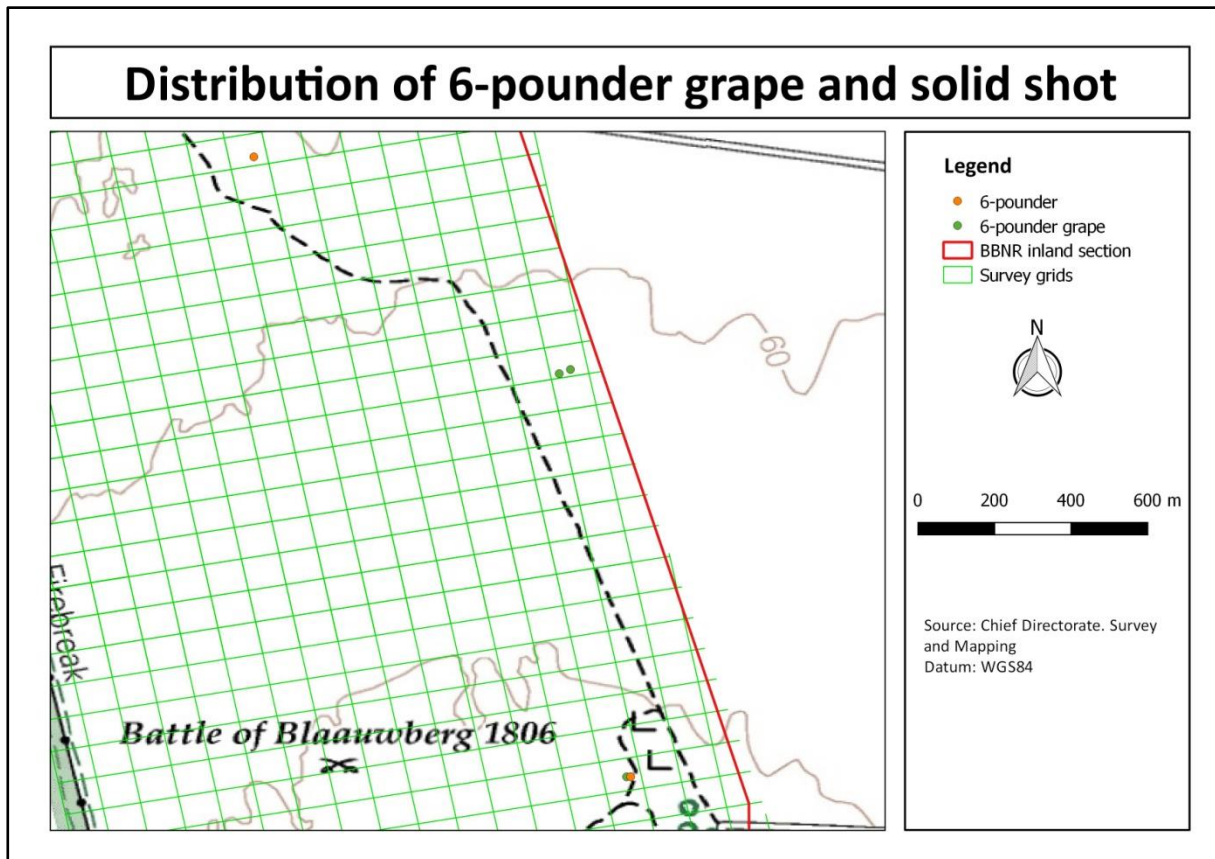 Distribution of 6-pounder grape and solid shot
60
Firebreak
Battle of Blaauwberg 1806
Legend
6-pounder
6-pounder grape
BBNR inland section
Survey grids
N
0 200 400 600 m
Source: Chief Directorate. Survey
and Mapping
Datum: WGS84